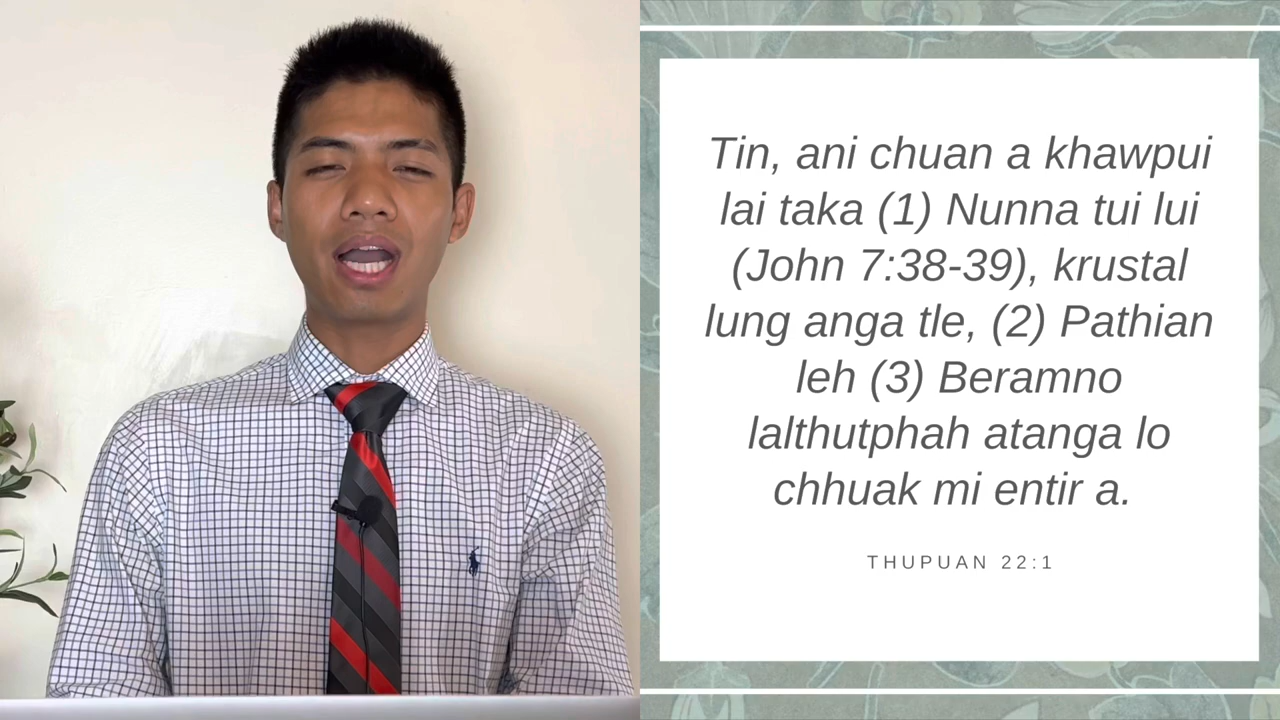 Tin, ani chuan a khawpui
lai taka (1) Nunna tui lui
(John 7:38-39), krustal
lung anga tle, (2) Pathian
leh (3) Beramno
lalthutphah atanga lo
chhuak mi entir a.
THUPUAN 22:1